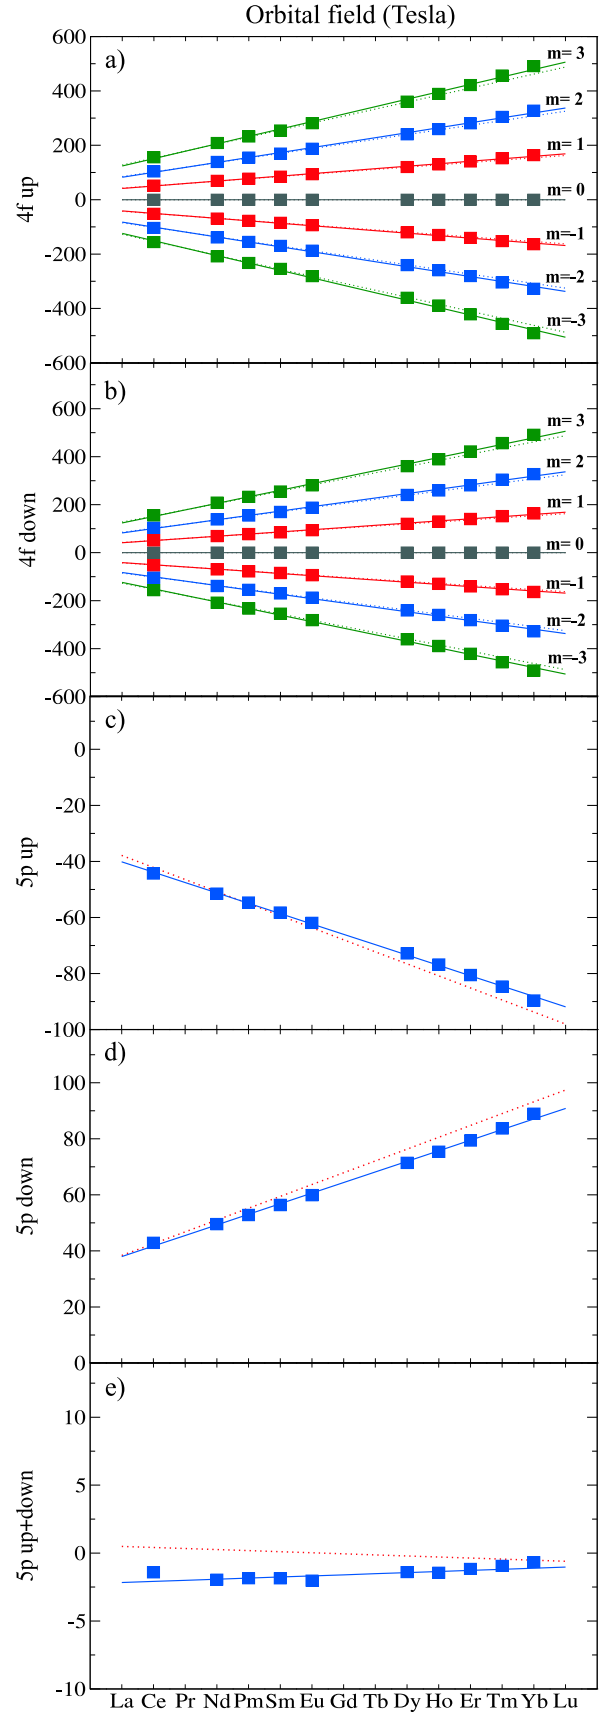 Orbital field (Tesla)
a)
4f up
600
400
200
0
-200
-400
-600
m= 3
m= 2
m= 1
m= 0
m=-1
m=-2
m=-3
b)
4f down
600
400
200
0
-200
-400
-600
m= 3
m= 2
m= 1
m= 0
m=-1
m=-2
m=-3
c)
5p up
0
-20
-40
-60
-80
-100
d)
5p down
100
80
60
40
20
0
e)
5p up+down
10
5
0
-5
-10
La Ce Pr Nd Pm Sm Eu Gd Tb Dy Ho Er Tm Yb Lu